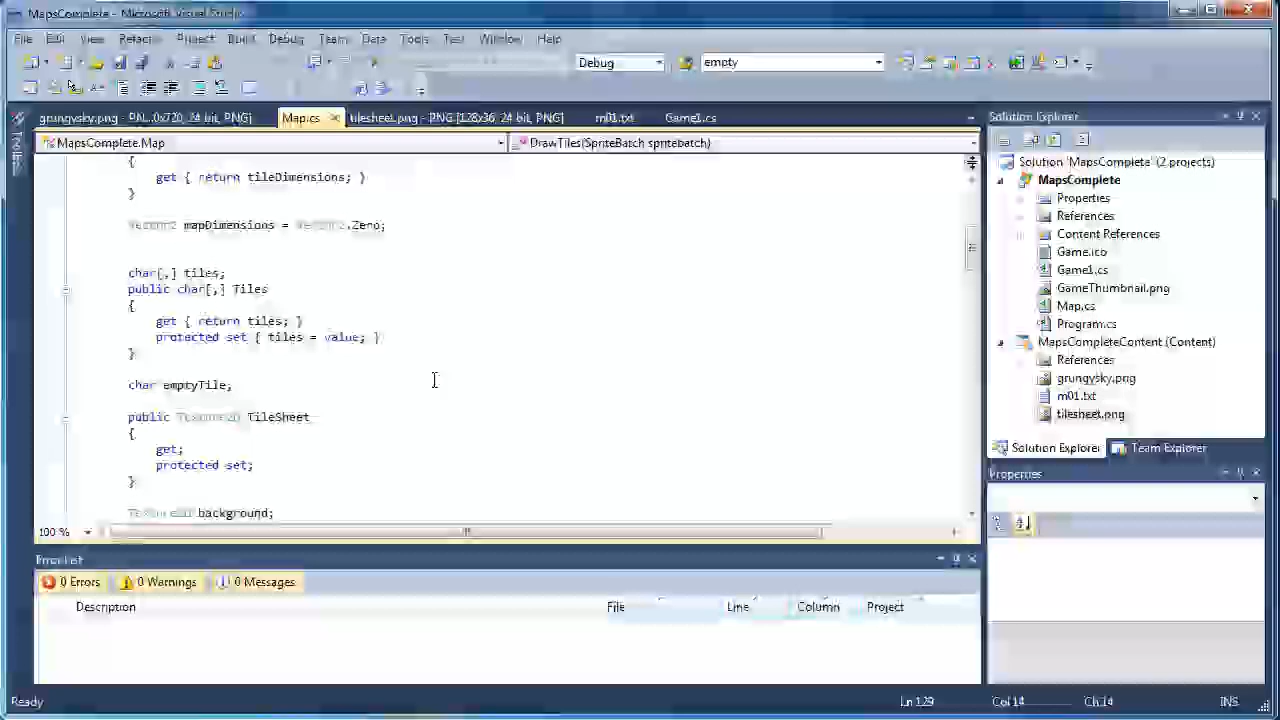 MapsComplete - Microsoft Visual Studio
File Edit View Refactor Project Build Debug Team Data Tools Test Window Help
Debug empty
Map.cs tilesheet.png - PNG [128x36, 24 bit, PNG] m01.txt Game1.cs
MapsComplete.Map DrawTiles(SpriteBatch spritebatch)
{
get { return tileDimensions; }
}
Vector2 mapDimensions = Vector2.Zero;
char[,] tiles;
public char[,] Tiles
{
get { return tiles; }
protected set { tiles = value; }
}
char emptyTile;
public Texture2D TileSheet
{
get;
protected set;
}
Texture2D background;
100 %
Error List
0 Errors 0 Warnings 0 Messages
Description File Line Column Project
Solution Explorer
Solution 'MapsComplete' (2 projects)
MapsComplete
Properties
References
Content References
Game.ico
Game1.cs
GameThumbnail.png
Map.cs
Program.cs
MapsCompleteContent (Content)
References
grungysky.png
m01.txt
tilesheet.png
Solution Explorer Team Explorer
Properties
Ready Ln 129 Col 14 Ch 14 INS